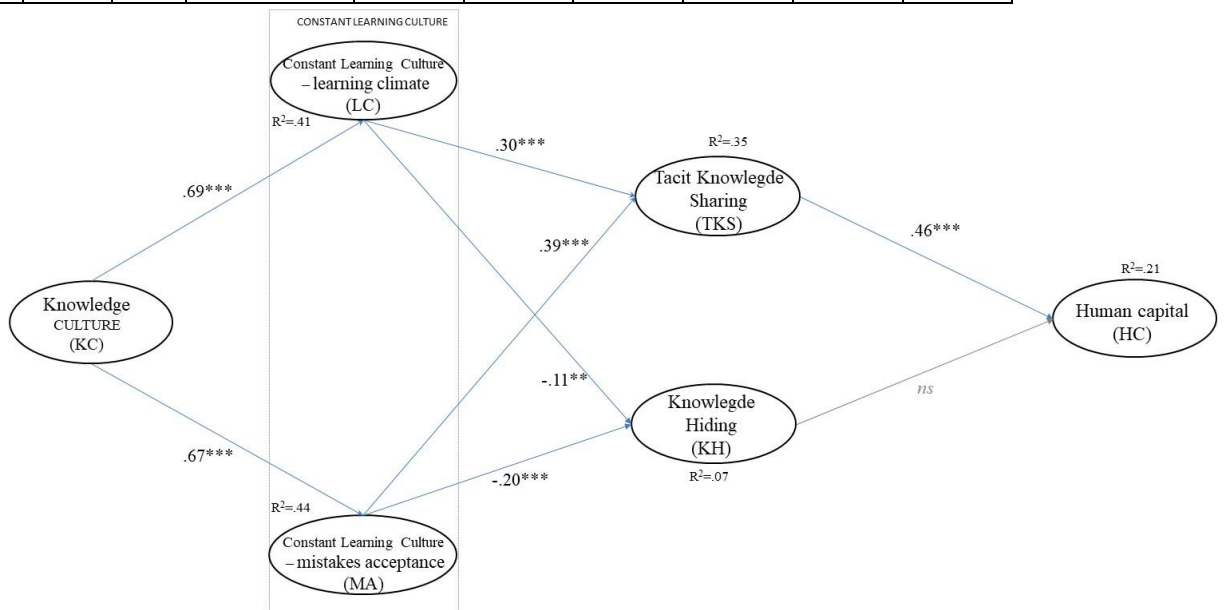 CONSTANT LEARNING CULTURE
Constant Learning Culture
– learning climate
(LC)
R²=.41
.30***
R²=.35
.69***
Tacit Knowlegde
Sharing
(TKS)
.39***
.46***
R²=.21
Knowledge
CULTURE
(KC)
Human capital
(HC)
-.11**
ns
Knowlegde
Hiding
(KH)
.67***
-.20***
R²=.07
R²=.44
Constant Learning Culture
– mistakes acceptance
(MA)